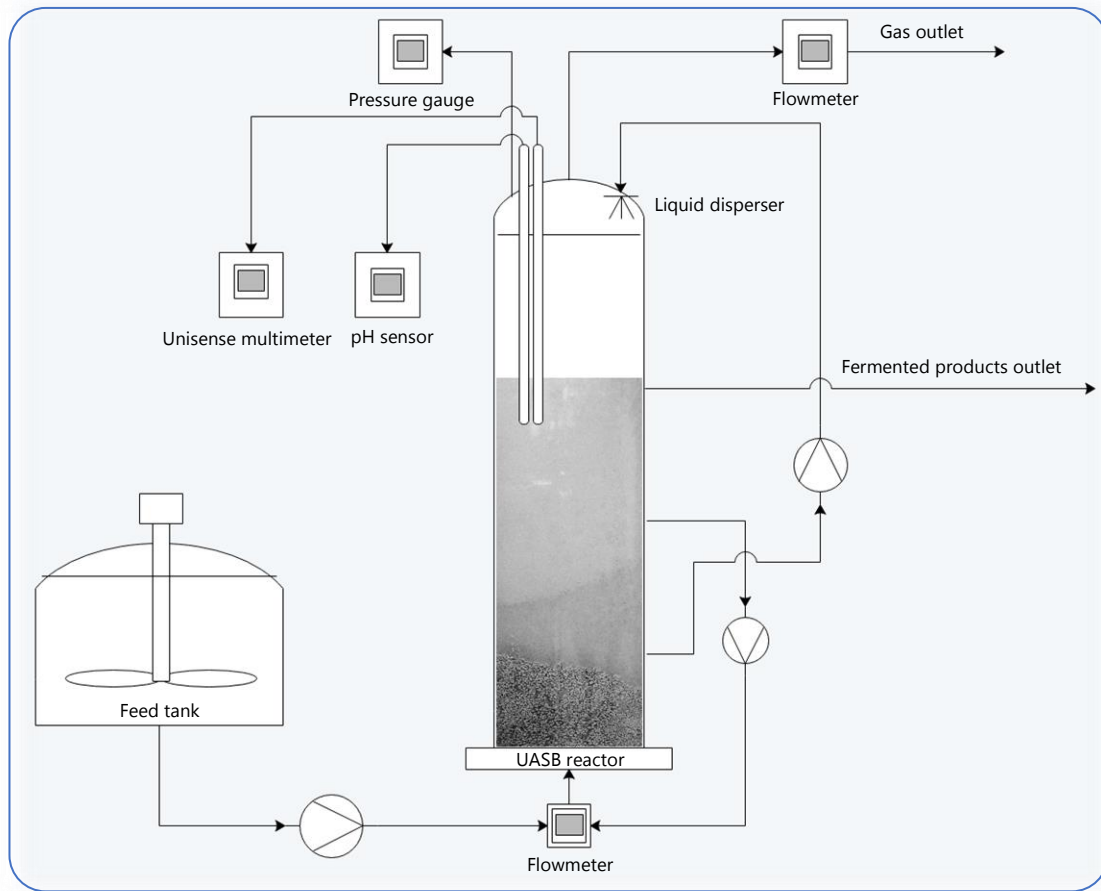 Gas outlet
Pressure gauge
Flowmeter
Liquid disperser
Unisense multimeter
pH sensor
Fermented products outlet
Feed tank
UASB reactor
Flowmeter